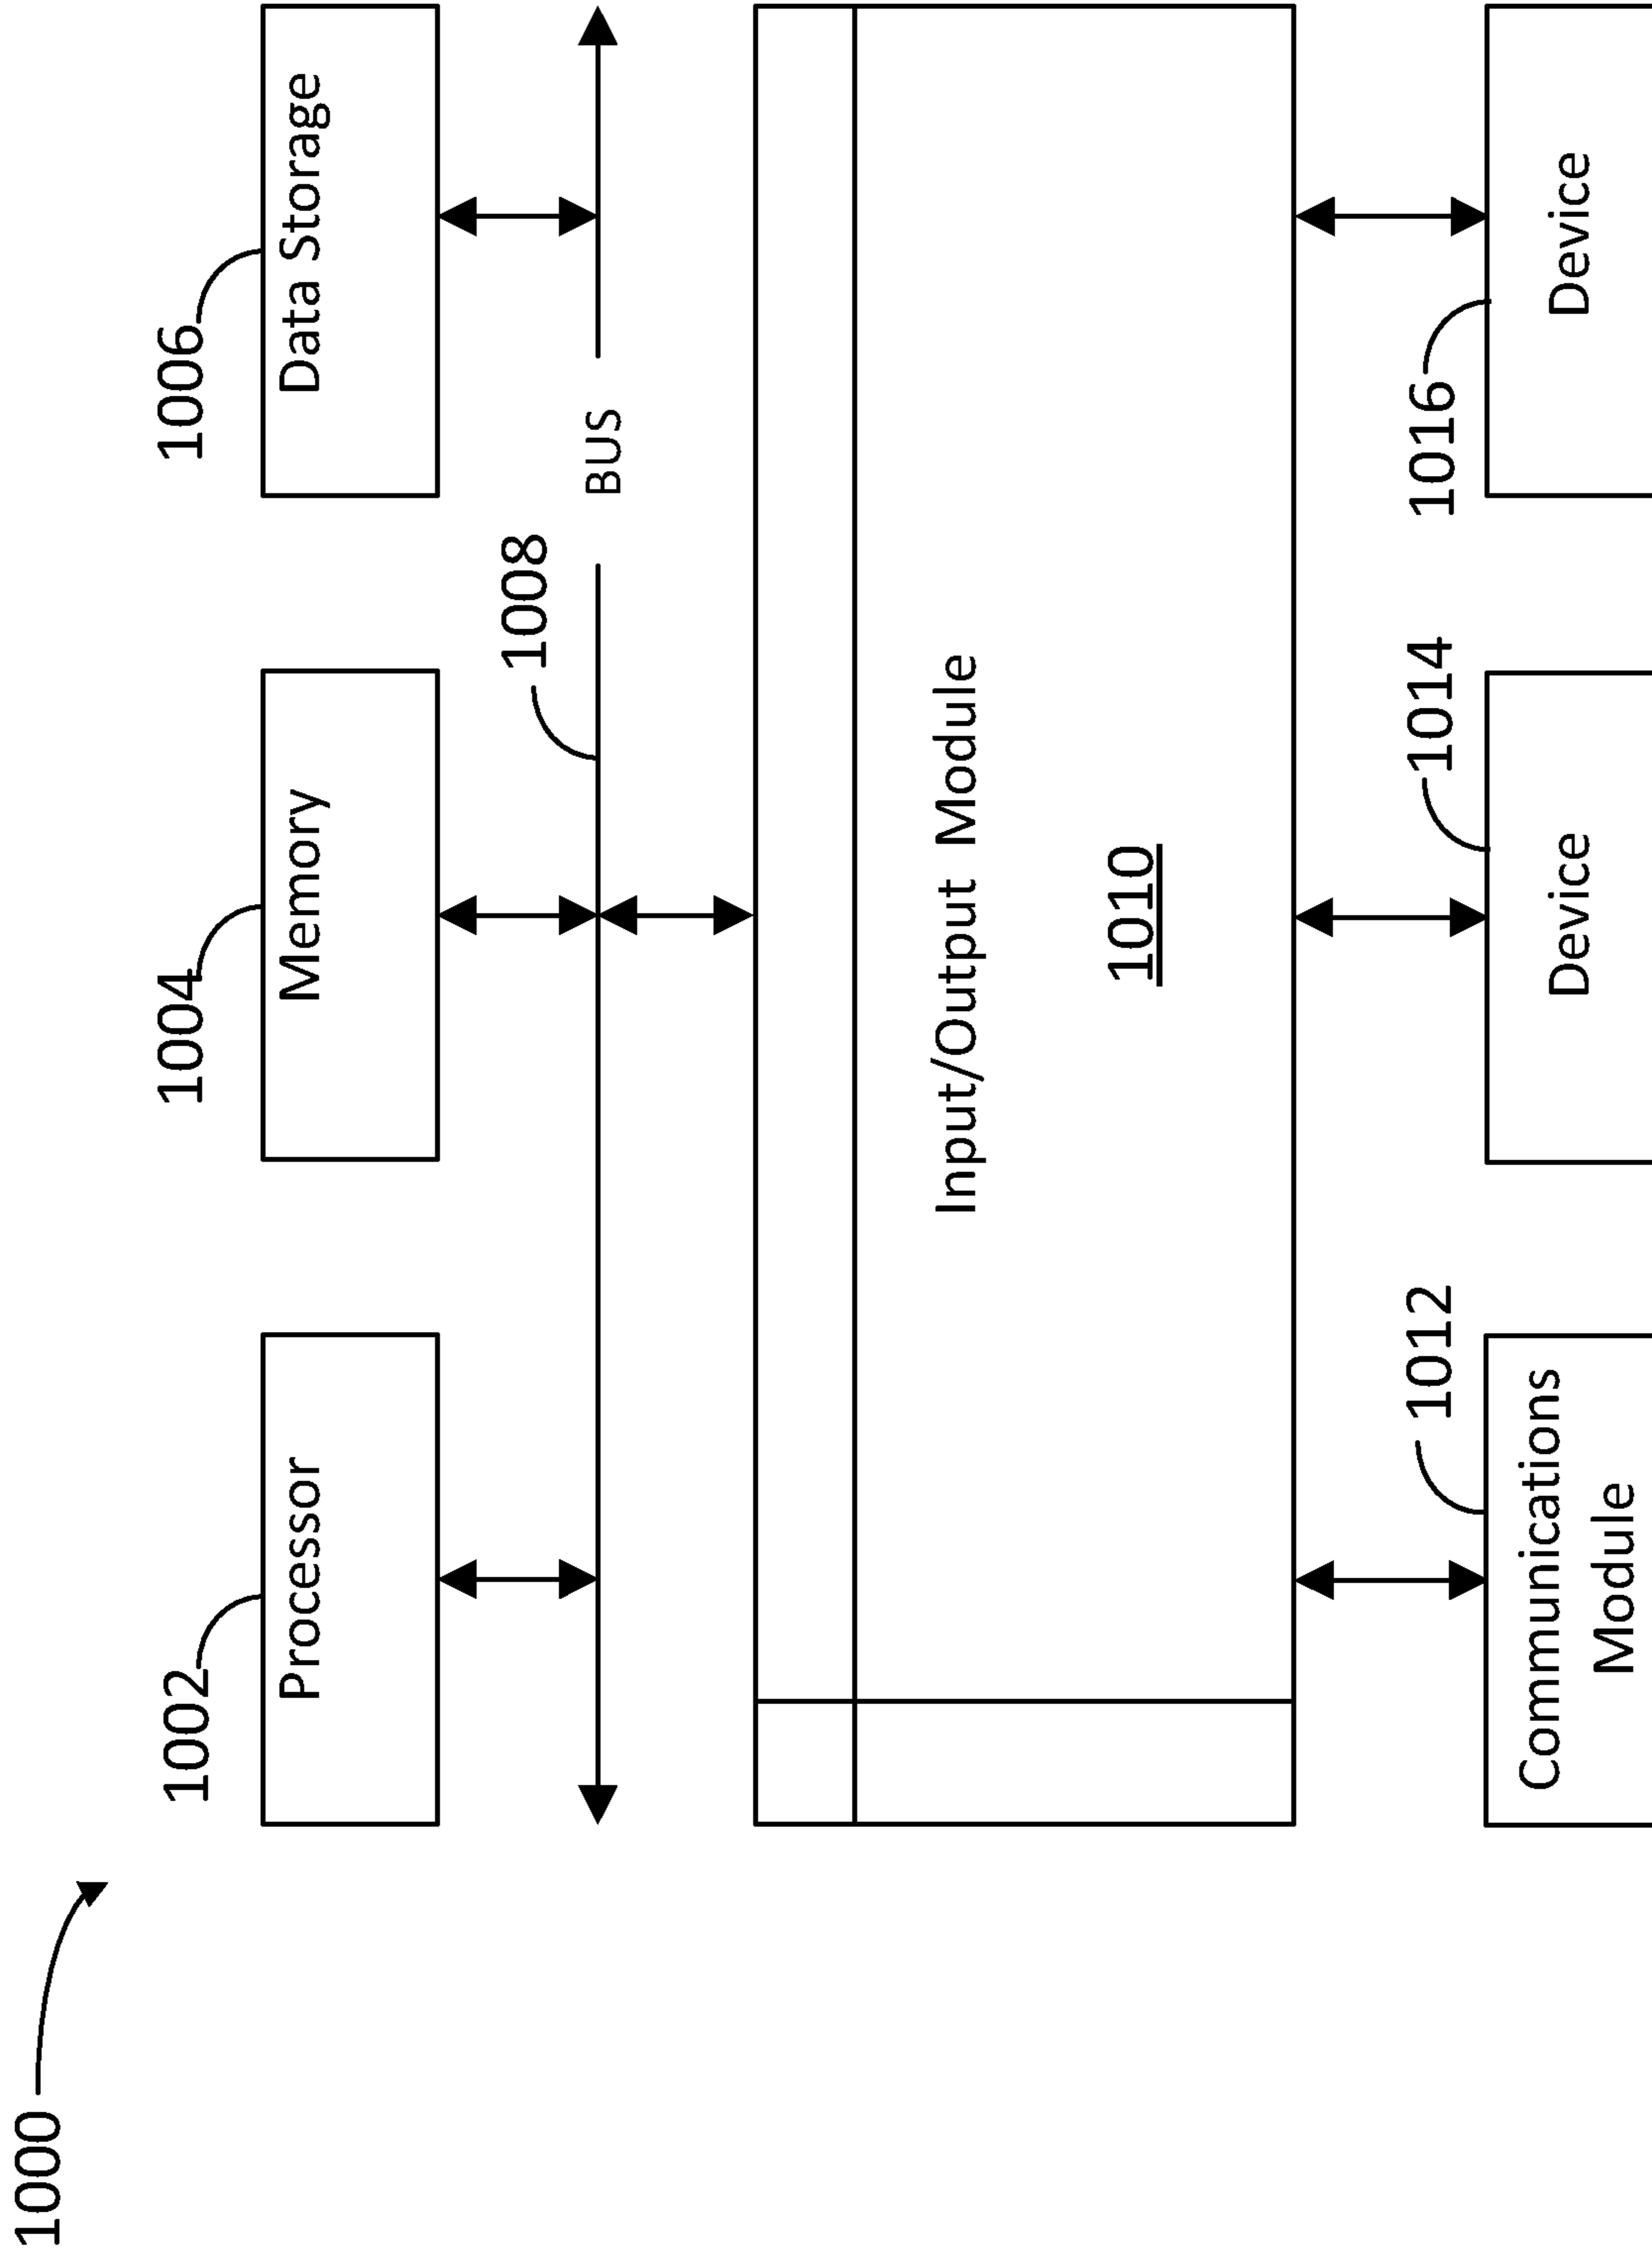 1000
1002
1004
1006
Processor
Memory
Data Storage
1008
BUS
Input/Output Module
1010
1012
1014
1016
Communications
Module
Device
Device